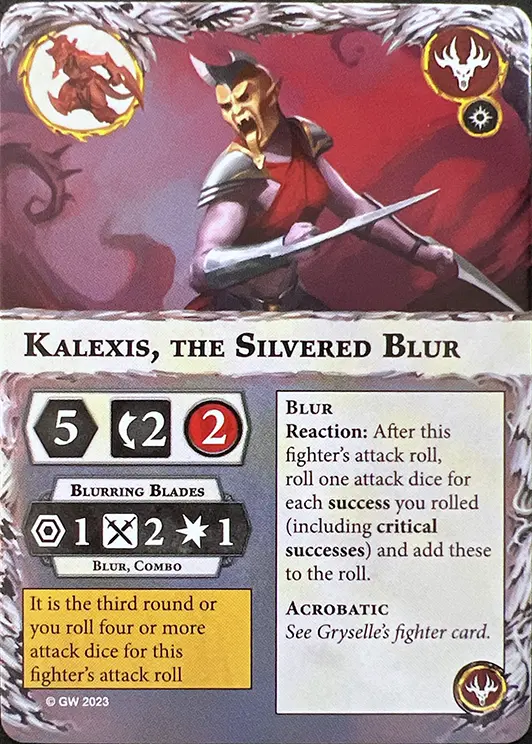 KALEXIS, THE SILVERED BLUR
5 2 2
BLURRING BLADES
1 2 1
BLUR, COMBO
It is the third round or
you roll four or more
attack dice for this
fighter's attack roll
© GW 2023
BLUR
Reaction: After this
fighter's attack roll,
roll one attack dice for
each success you rolled
(including critical
successes) and add these
to the roll.
ACROBATIC
See Gryselle's fighter card.